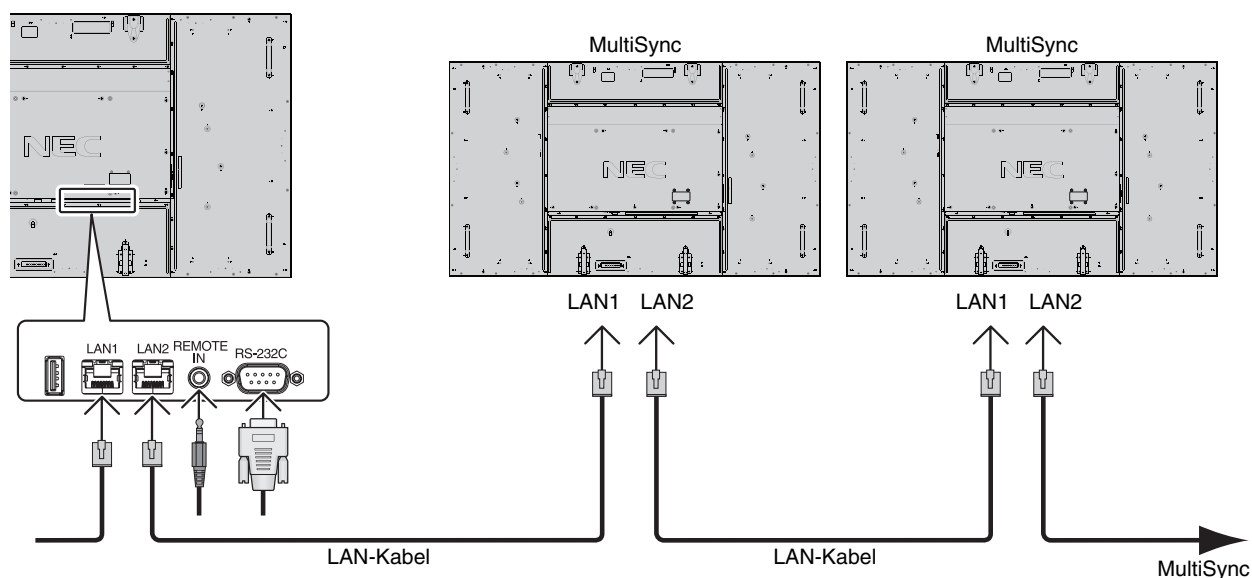 MultiSync
MultiSync
NEC
NEC
NEC
LAN1 LAN2
LAN1 LAN2
LAN1 LAN2 REMOTE IN RS-232C
LAN-Kabel
LAN-Kabel
MultiSync